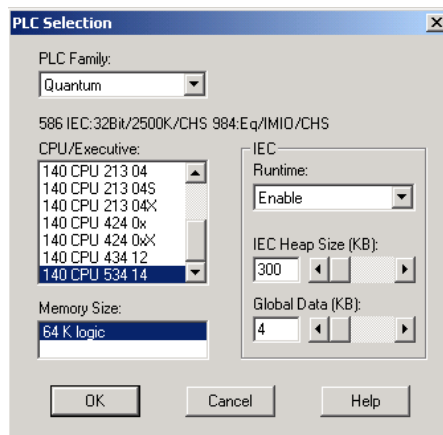 PLC Selection
PLC Family:
Quantum
586 IEC:32Bit/2500K/CHS 984:Eq/IMIO/CHS
CPU/Executive:
140 CPU 213 04
140 CPU 213 04S
140 CPU 213 04X
140 CPU 424 0x
140 CPU 424 0xX
140 CPU 434 12
140 CPU 534 14
Memory Size:
64 K logic
IEC
Runtime:
Enable
IEC Heap Size (KB):
300
Global Data (KB):
4
OK
Cancel
Help